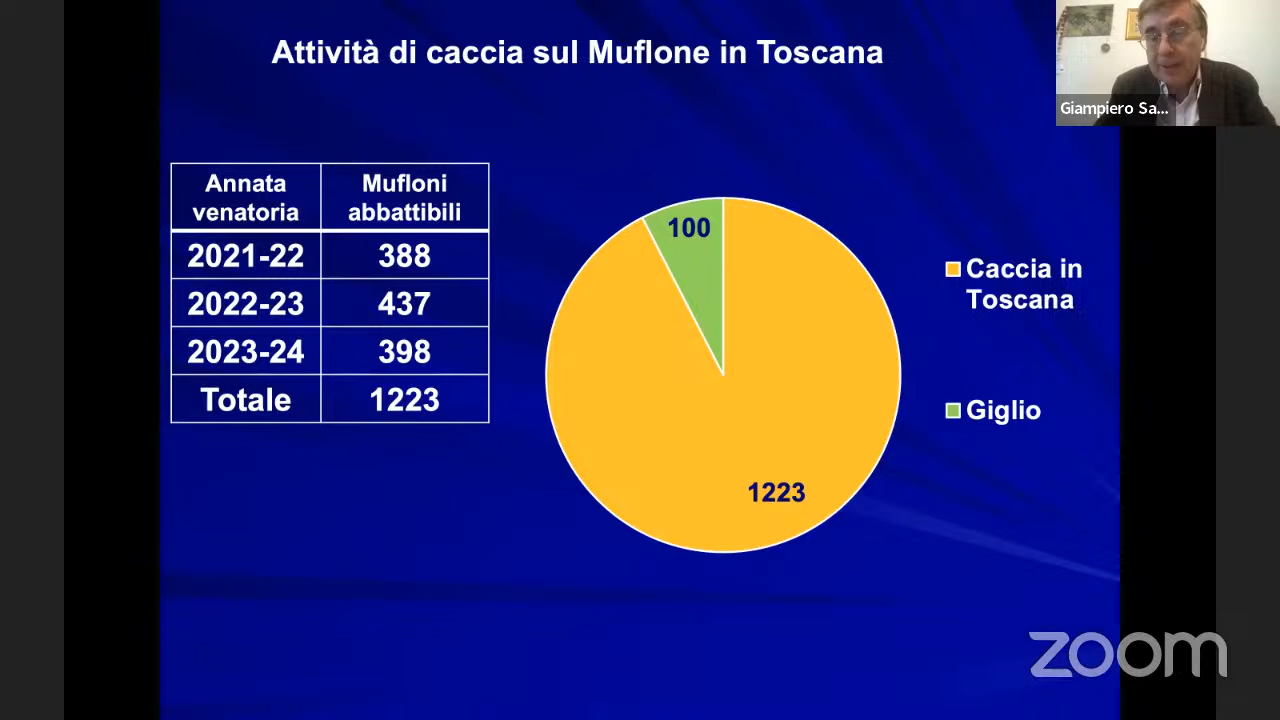 Attività di caccia sul Muflone in Toscana
Giampiero Sa...
Annata venatoria
Mufloni abbattibili
2021-22 388
2022-23 437
2023-24 398
Totale 1223
100
1223
Caccia in
Toscana
Giglio
zoom